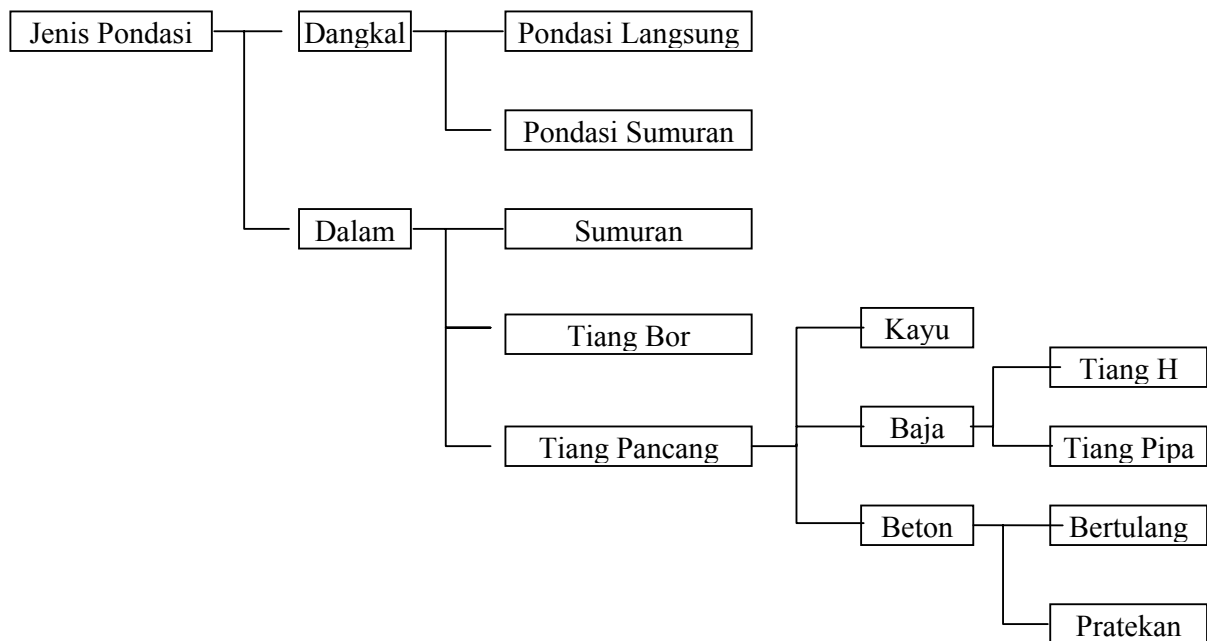 Jenis Pondasi
Dangkal
Pondasi Langsung
Pondasi Sumuran
Dalam
Sumuran
Tiang Bor
Tiang Pancang
Kayu
Baja
Tiang H
Tiang Pipa
Beton
Bertulang
Pratekan